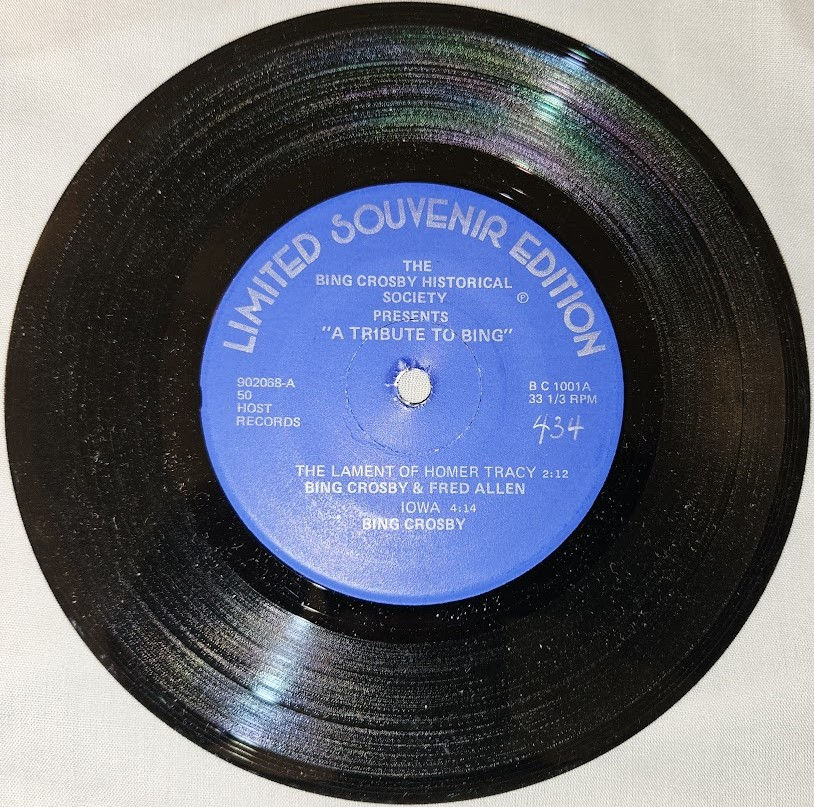 LIMITED SOUVENIR EDITION
THE
BING CROSBY HISTORICAL
SOCIETY
℗
PRESENTS
"A TRIBUTE TO BING"
902068-A
50
HOST
RECORDS
B C 1001A
33 1/3 RPM
434
THE LAMENT OF HOMER TRACY 2:12
BING CROSBY & FRED ALLEN
IOWA 4:14
BING CROSBY